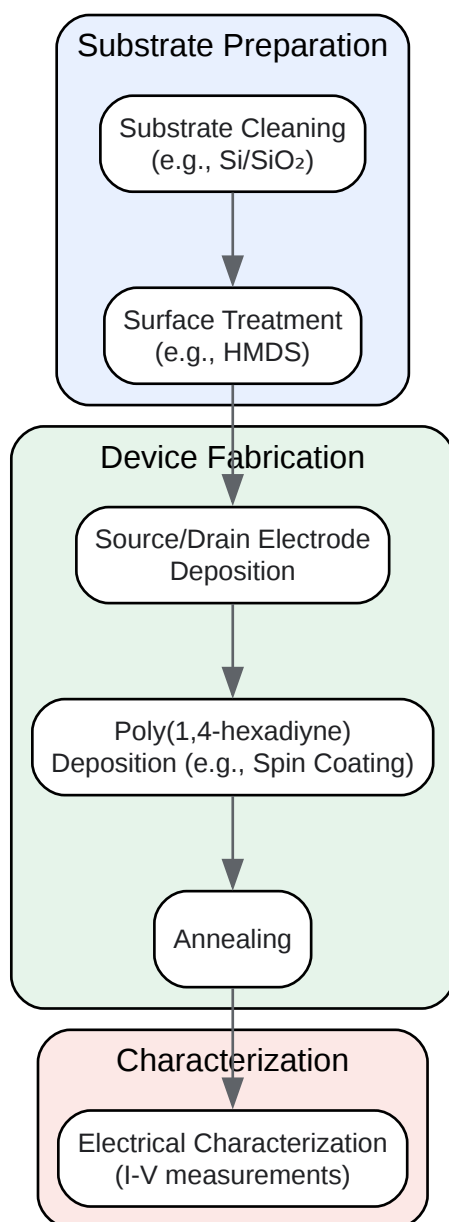 Substrate Preparation
Substrate Cleaning
(e.g., Si/SiO₂)
Surface Treatment
(e.g., HMDS)
Device Fabrication
Source/Drain Electrode
Deposition
Poly(1,4-hexadiyne)
Deposition (e.g., Spin Coating)
Annealing
Characterization
Electrical Characterization
(I-V measurements)